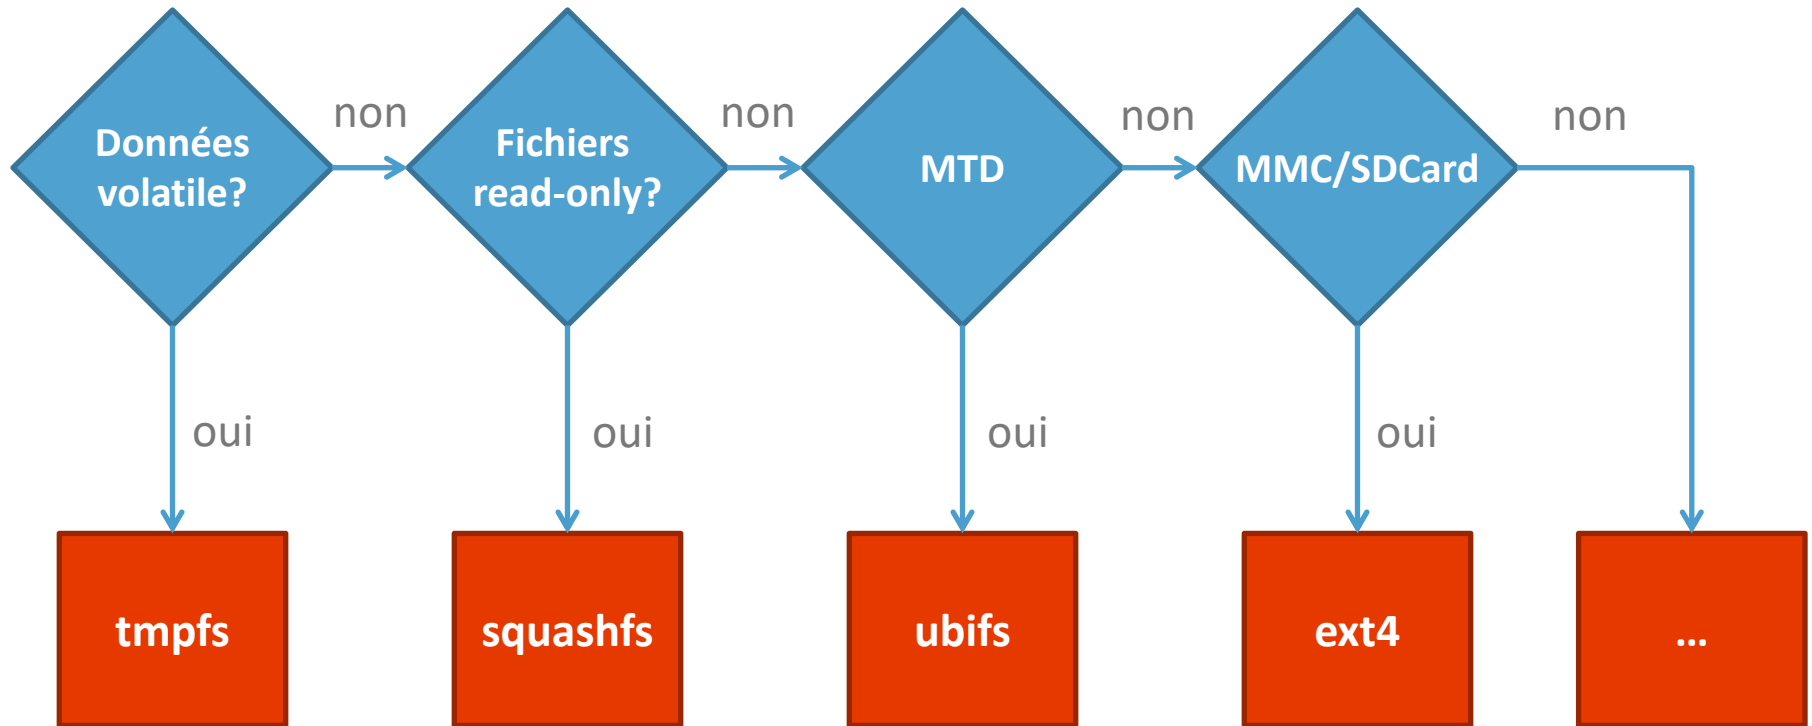 Données
volatile?
non
Fichiers
read-only?
non
MTD
non
MMC/SDCard
non
oui
oui
oui
oui
tmpfs
squashfs
ubifs
ext4
...